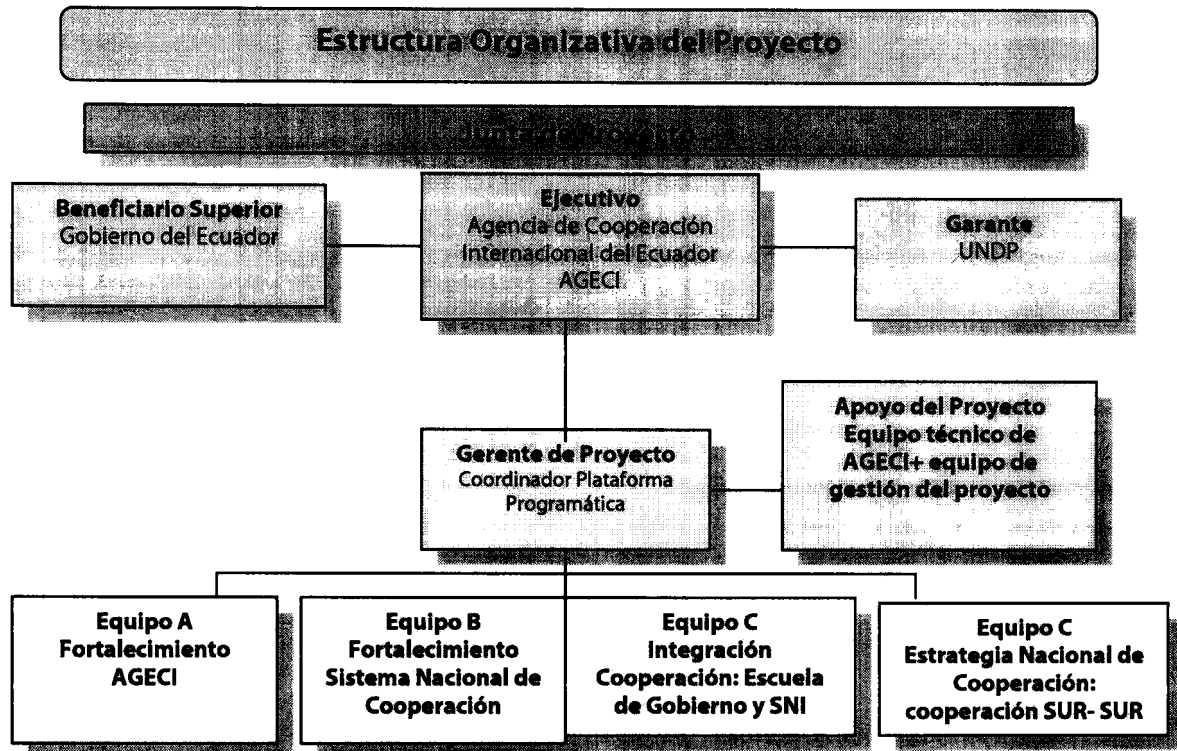 Estructura Organizativa del Proyecto
Junta de Proyecto
Beneficiario Superior
Gobierno del Ecuador
Ejecutivo
Agencia de Cooperación
Internacional del Ecuador
AGECI
Garante
UNDP
Gerente de Proyecto
Coordinador Plataforma
Programática
Apoyo del Proyecto
Equipo técnico de
AGECI+ equipo de
gestión del proyecto
Equipo A
Fortalecimiento
AGECI
Equipo B
Fortalecimiento
Sistema Nacional de
Cooperación
Equipo C
Integración
Cooperación: Escuela
de Gobierno y SNI
Equipo C
Estrategia Nacional de
Cooperación:
cooperación SUR- SUR